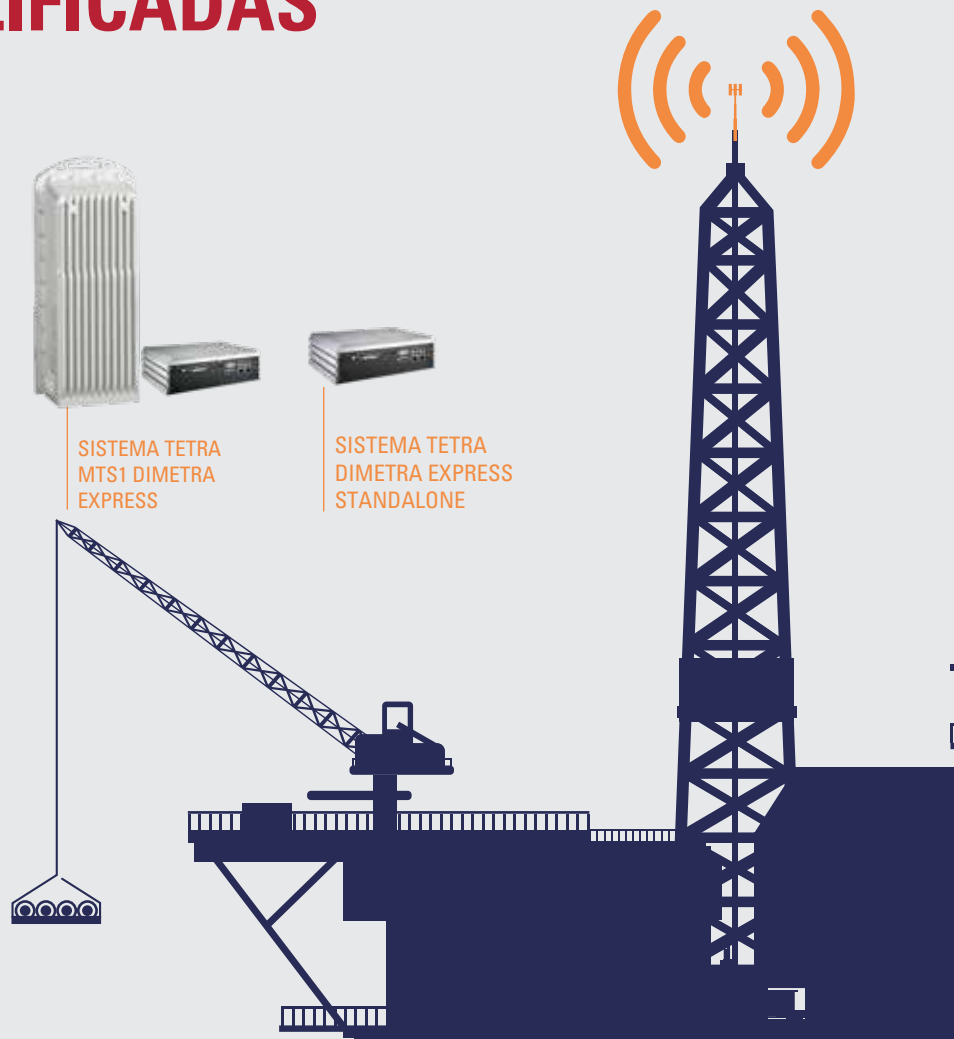 LIFICADAS
SISTEMA TETRA
MTS1 DIMETRA
EXPRESS
SISTEMA TETRA
DIMETRA EXPRESS
STANDALONE